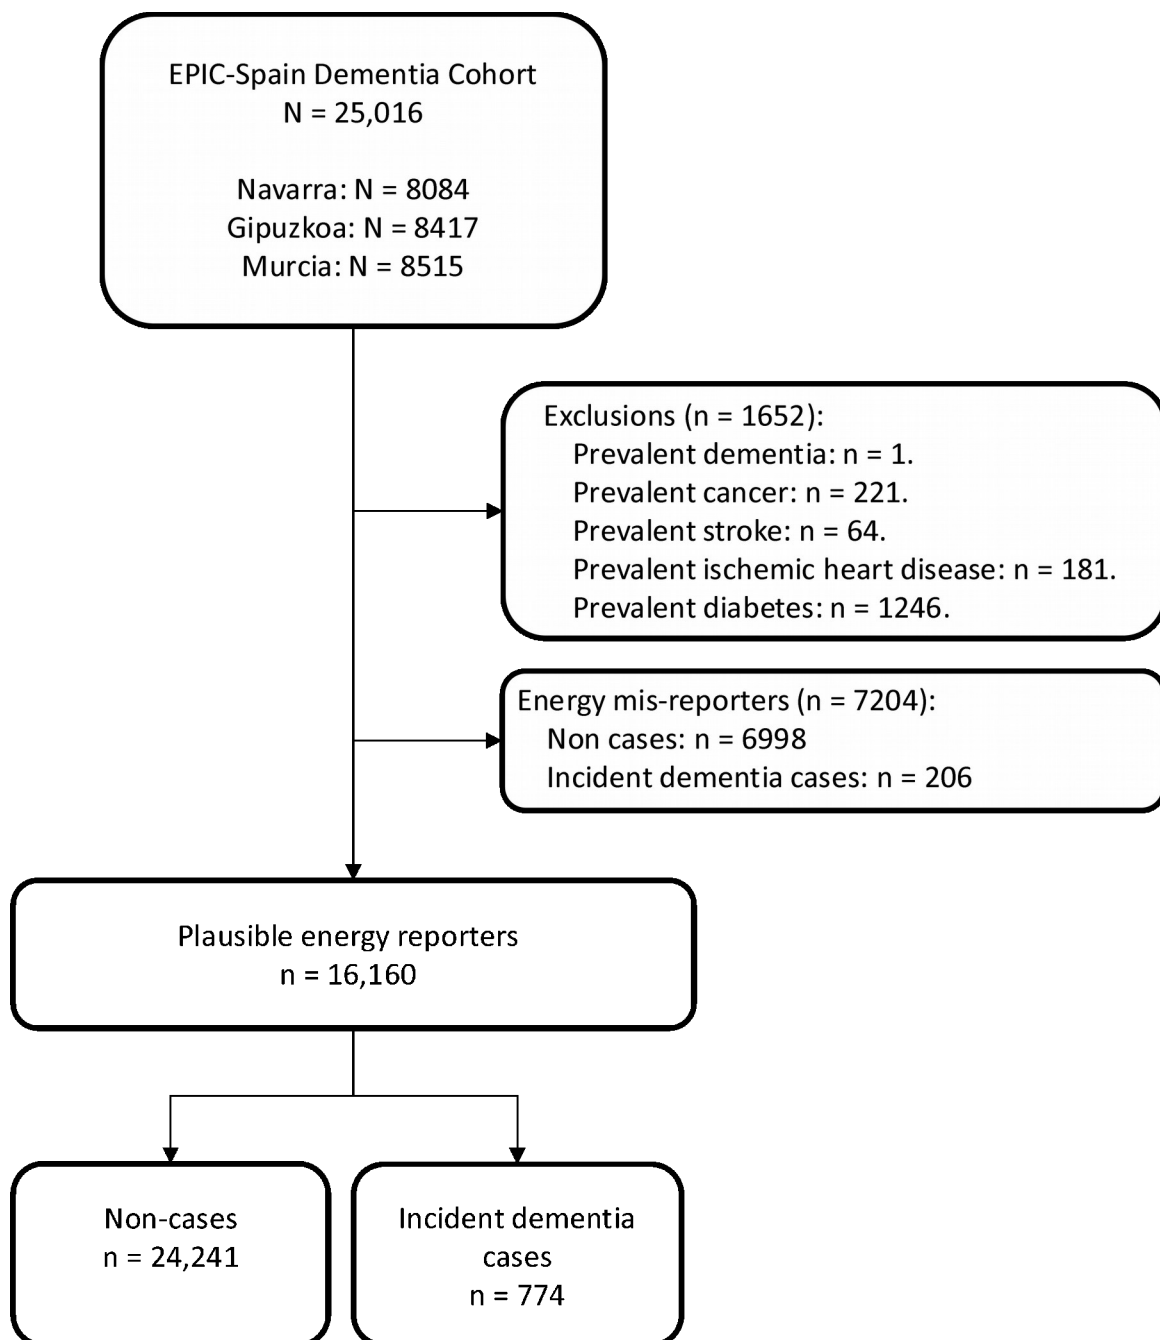 EPIC-Spain Dementia Cohort
N = 25,016
Navarra: N = 8084
Gipuzkoa: N = 8417
Murcia: N = 8515
Exclusions (n = 1652):
Prevalent dementia: n = 1.
Prevalent cancer: n = 221.
Prevalent stroke: n = 64.
Prevalent ischemic heart disease: n = 181.
Prevalent diabetes: n = 1246.
Energy mis-reporters (n = 7204):
Non cases: n = 6998
Incident dementia cases: n = 206
Plausible energy reporters
n = 16,160
Non-cases
n = 24,241
Incident dementia
cases
n = 774